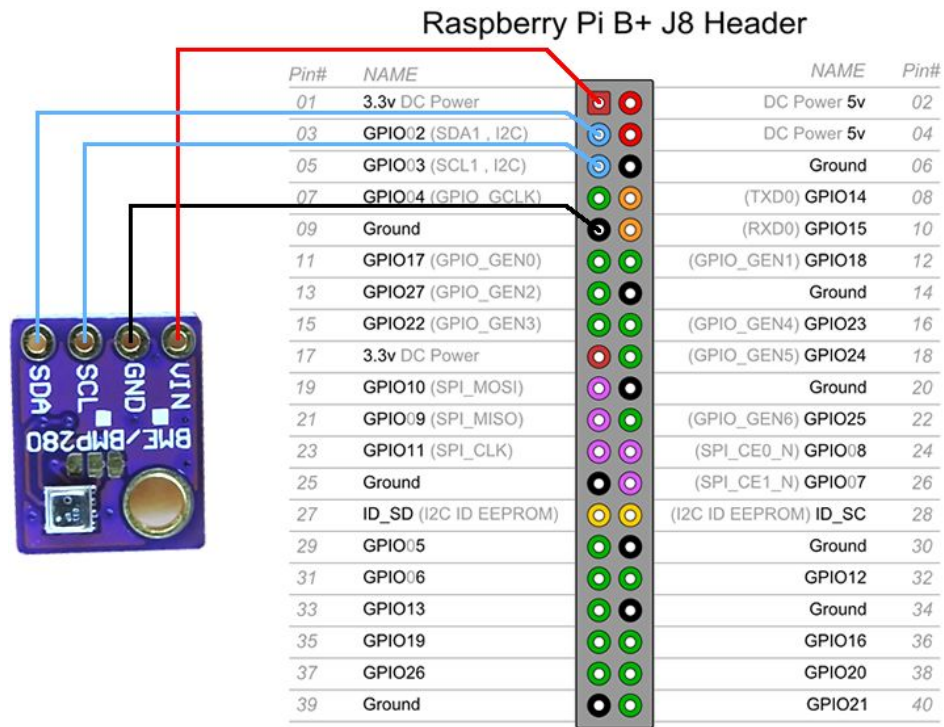 Raspberry Pi B+ J8 Header
Pin# NAME NAME Pin#
01 3.3v DC Power DC Power 5v 02
03 GPIO02 (SDA1 , I2C) DC Power 5v 04
05 GPIO03 (SCL1 , I2C) Ground 06
07 GPIO04 (GPIO_GCLK) (TXD0) GPIO14 08
09 Ground (RXD0) GPIO15 10
11 GPIO17 (GPIO_GEN0) (GPIO_GEN1) GPIO18 12
13 GPIO27 (GPIO_GEN2) Ground 14
15 GPIO22 (GPIO_GEN3) (GPIO_GEN4) GPIO23 16
17 3.3v DC Power (GPIO_GEN5) GPIO24 18
19 GPIO10 (SPI_MOSI) Ground 20
21 GPIO09 (SPI_MISO) (GPIO_GEN6) GPIO25 22
23 GPIO11 (SPI_CLK) (SPI_CE0_N) GPIO08 24
25 Ground (SPI_CE1_N) GPIO07 26
27 ID_SD (I2C ID EEPROM) (I2C ID EEPROM) ID_SC 28
29 GPIO05 Ground 30
31 GPIO06 GPIO12 32
33 GPIO13 Ground 34
35 GPIO19 GPIO16 36
37 GPIO26 GPIO20 38
39 Ground GPIO21 40
SDA
SCL
GND
VIN
BME/BMP280